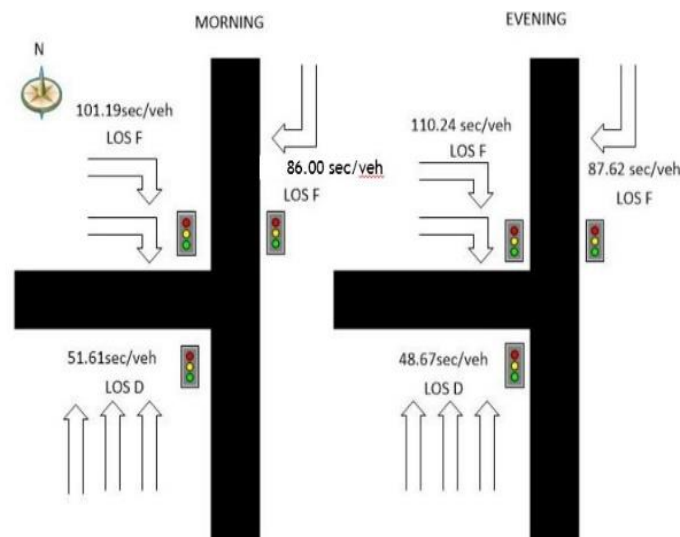 MORNING
EVENING
N
101.19sec/veh
LOS F
86.00 sec/veh
LOS F
51.61sec/veh
LOS D
110.24 sec/veh
LOS F
87.62 sec/veh
LOS F
48.67sec/veh
LOS D